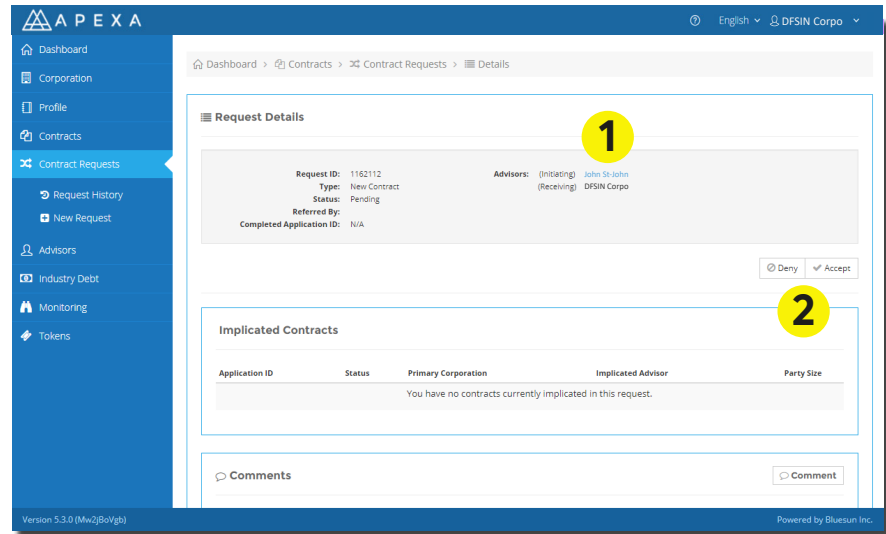 APEXA
English DFSIN Corpo
Dashboard
Corporation
Profile
Contracts
Contract Requests
Request History
New Request
Advisors
Industry Debt
Monitoring
Tokens
Dashboard > Contracts > Contract Requests > Details
Request Details
1
Request ID: 1162112
Type: New Contract
Status: Pending
Referred By:
Completed Application ID: N/A
Advisors: (Initiating) John St-John
(Receiving) DFSIN Corpo
Deny Accept
2
Implicated Contracts
Application ID Status Primary Corporation Implicated Advisor Party Size
You have no contracts currently implicated in this request.
Comments Comment
Version 5.3.0 (Mw2jBoVgb) Powered by Bluesun Inc.